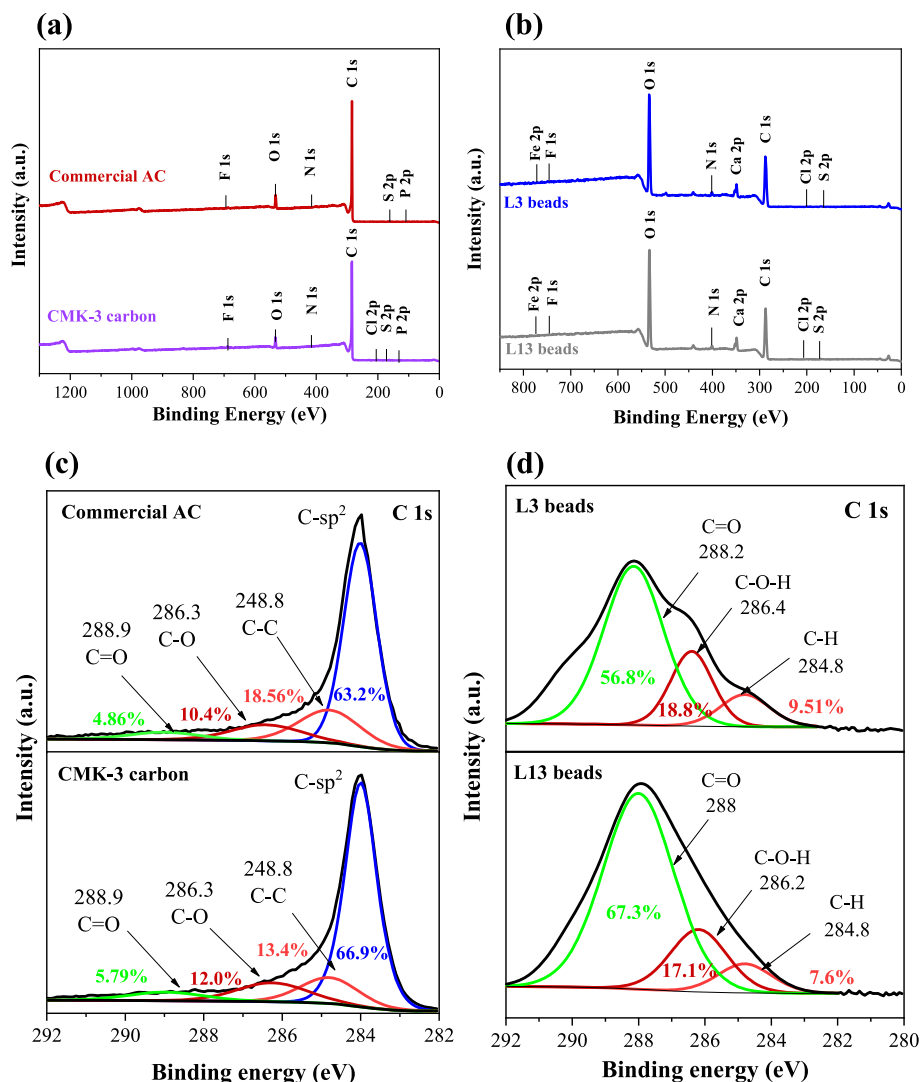 (a)
Intensity (a.u.)
Commercial AC
F 1s
O 1s
N 1s
C 1s
S 2p
P 2p
CMK-3 carbon
F 1s
O 1s
N 1s
C 1s
Cl 2p
S 2p
P 2p
1200 1000 800 600 400 200 0
Binding Energy (eV)
(b)
Intensity (a.u.)
Fe 2p
F 1s
O 1s
N 1s
Ca 2p
C 1s
Cl 2p
S 2p
L3 beads
Fe 2p
F 1s
O 1s
N 1s
Ca 2p
C 1s
Cl 2p
S 2p
L13 beads
800 700 600 500 400 300 200 100 0
Binding Energy (eV)
(c)
Intensity (a.u.)
Commercial AC
C 1s
C-sp²
248.8
C-C
286.3
C-O
288.9
C=O
4.86%
10.4%
18.56%
63.2%
CMK-3 carbon
C-sp²
248.8
C-C
286.3
C-O
288.9
C=O
5.79%
12.0%
13.4%
66.9%
292 290 288 286 284 282
Binding energy (eV)
(d)
Intensity (a.u.)
L3 beads
C 1s
C=O
288.2
C-O-H
286.4
C-H
284.8
56.8%
18.8%
9.51%
L13 beads
C=O
288
C-O-H
286.2
C-H
284.8
67.3%
17.1%
7.6%
292 290 288 286 284 282 280
Binding energy (eV)